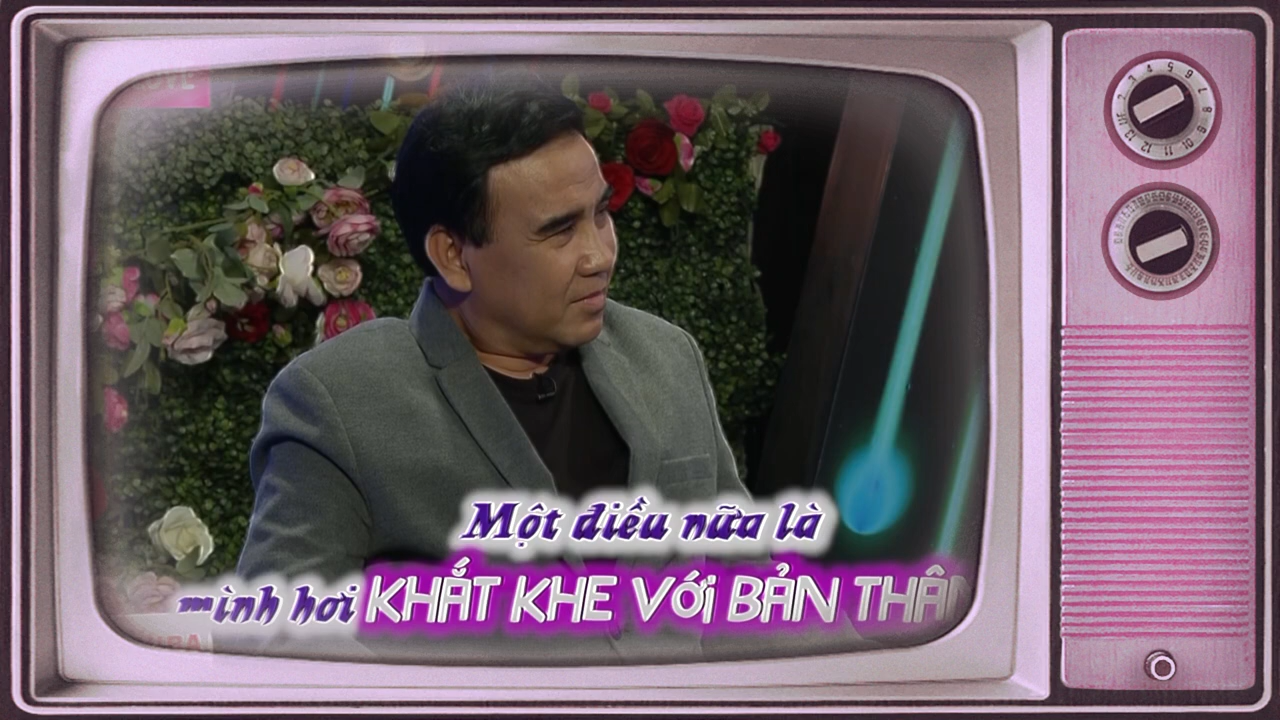 Một điều nữa là
mình hơi KHẮT KHE VỚI BẢN THÂN